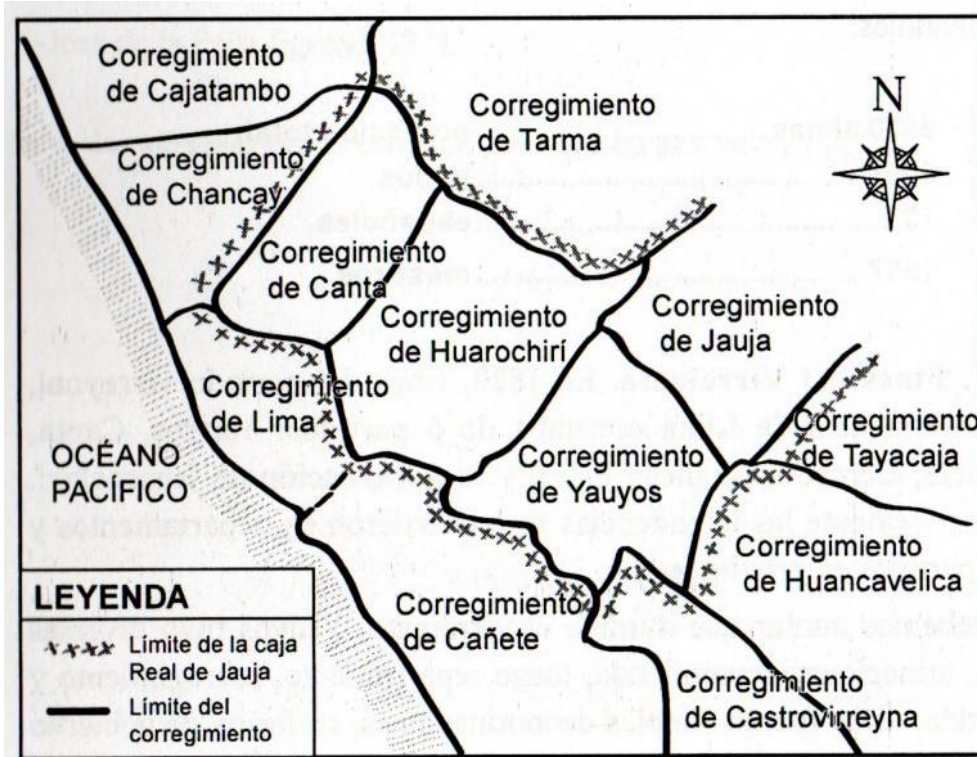 Corregimiento
de Cajatambo
Corregimiento
de Tarma
N
Corregimiento
de Chancay
Corregimiento
de Canta
Corregimiento
de Huarochirí
Corregimiento
de Jauja
Corregimiento
de Lima
Corregimiento
de Tayacaja
OCÉANO
PACÍFICO
Corregimiento
de Yauyos
Corregimiento
de Huancavelica
Corregimiento
de Cañete
Corregimiento
de Castrovirreyna
LEYENDA
Limite de la caja
Real de Jauja
Límite del
corregimiento